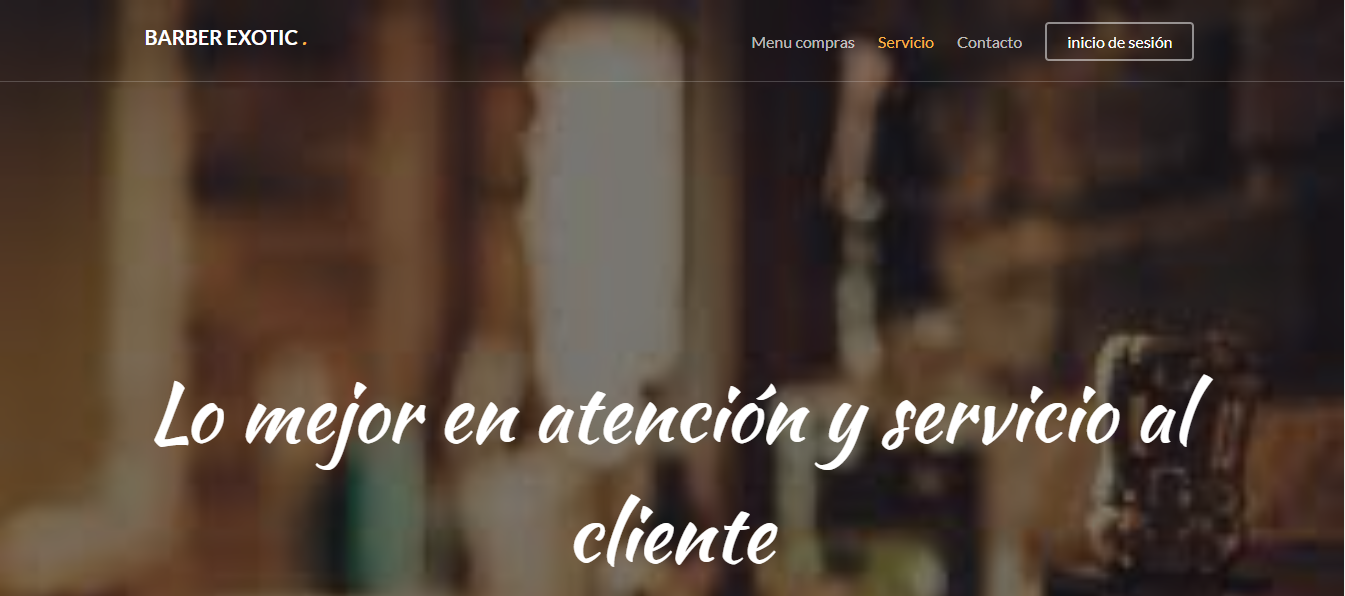 BARBER EXOTIC .
Menu compras Servicio Contacto inicio de sesión
Lo mejor en atención y servicio al
cliente